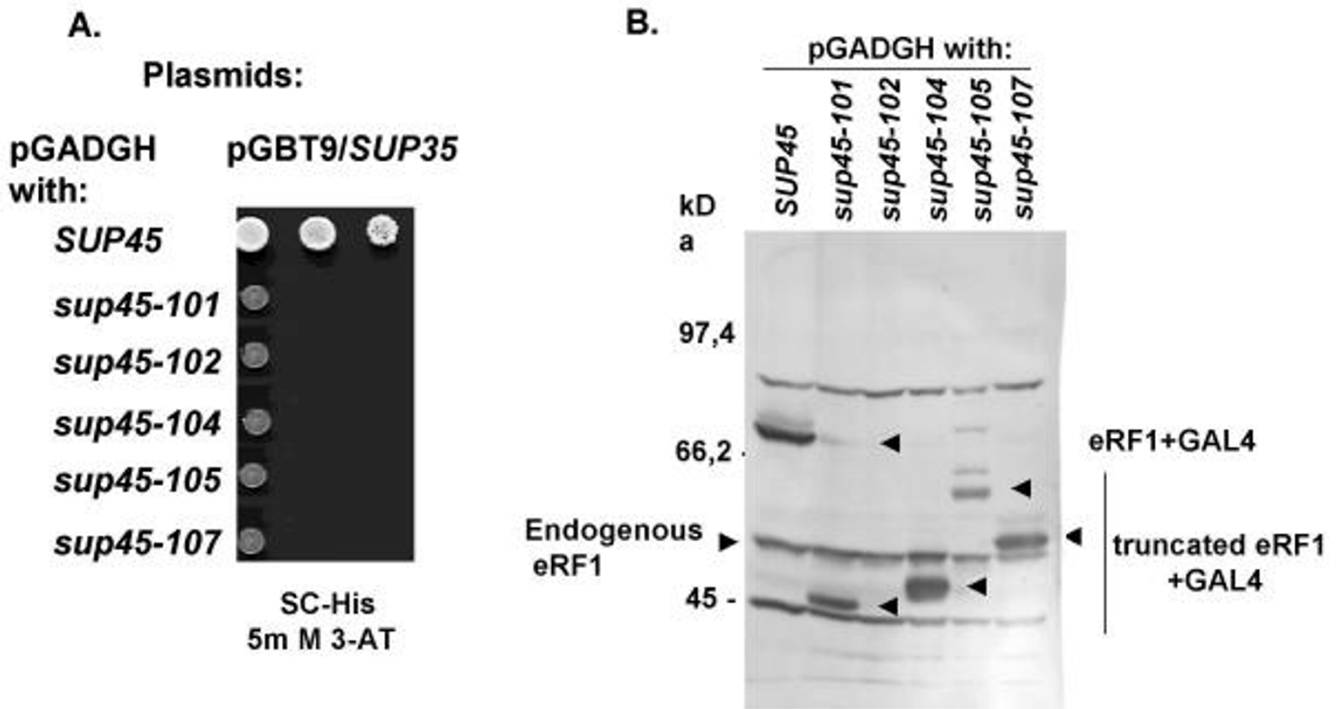 A.
Plasmids:
pGADGH
with:
pGBT9/SUP35
SUP45
sup45-101
sup45-102
sup45-104
sup45-105
sup45-107
SC-His
5m M 3-AT
B.
pGADGH with:
SUP45
sup45-101
sup45-102
sup45-104
sup45-105
sup45-107
kD
a
97,4
66,2
45 -
Endogenous
eRF1
eRF1+GAL4
truncated eRF1
+GAL4